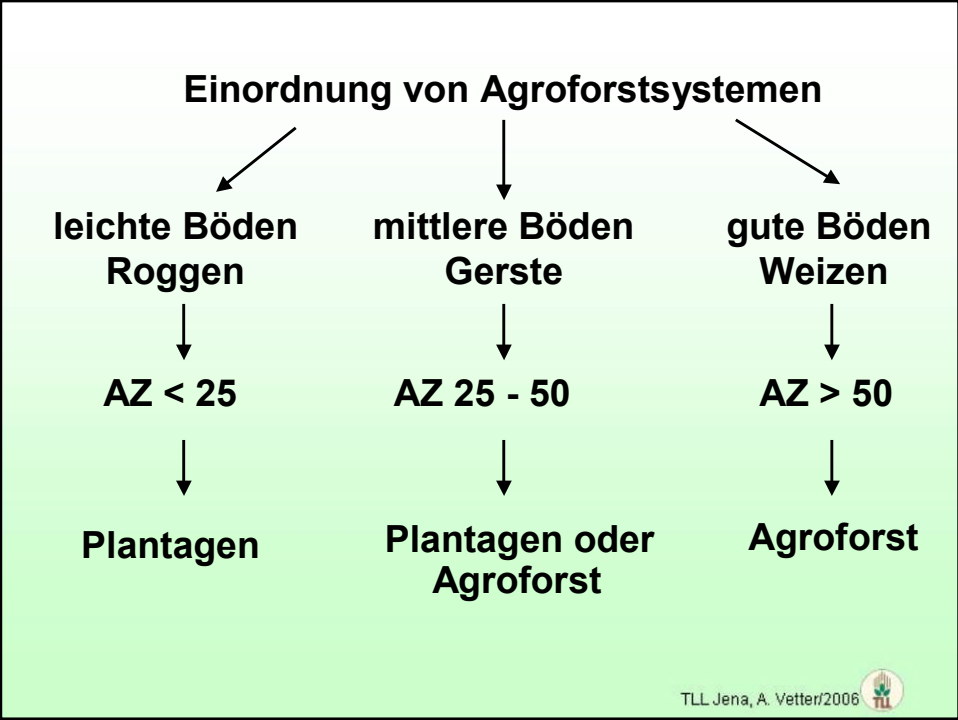 Einordnung von Agroforstsystemen
leichte Böden
Roggen
mittlere Böden
Gerste
gute Böden
Weizen
AZ < 25
AZ 25 - 50
AZ > 50
Plantagen
Plantagen oder
Agroforst
Agroforst
TLL Jena, A. Vetter/2006
TLL